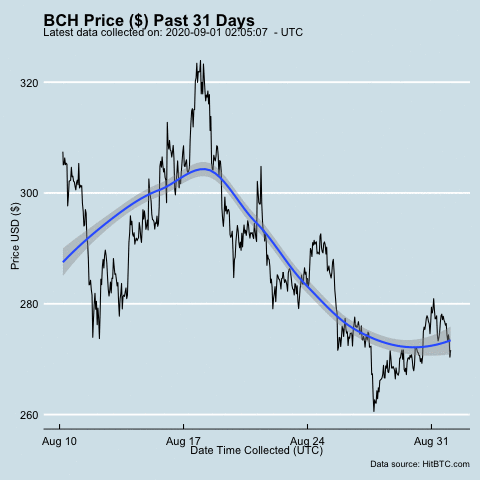 BCH Price ($) Past 31 Days
Latest data collected on: 2020-09-01 02:05:07  - UTC
320
300
280
260
Price USD ($)
Aug 10
Aug 17
Aug 24
Aug 31
Date Time Collected (UTC)
Data source: HitBTC.com